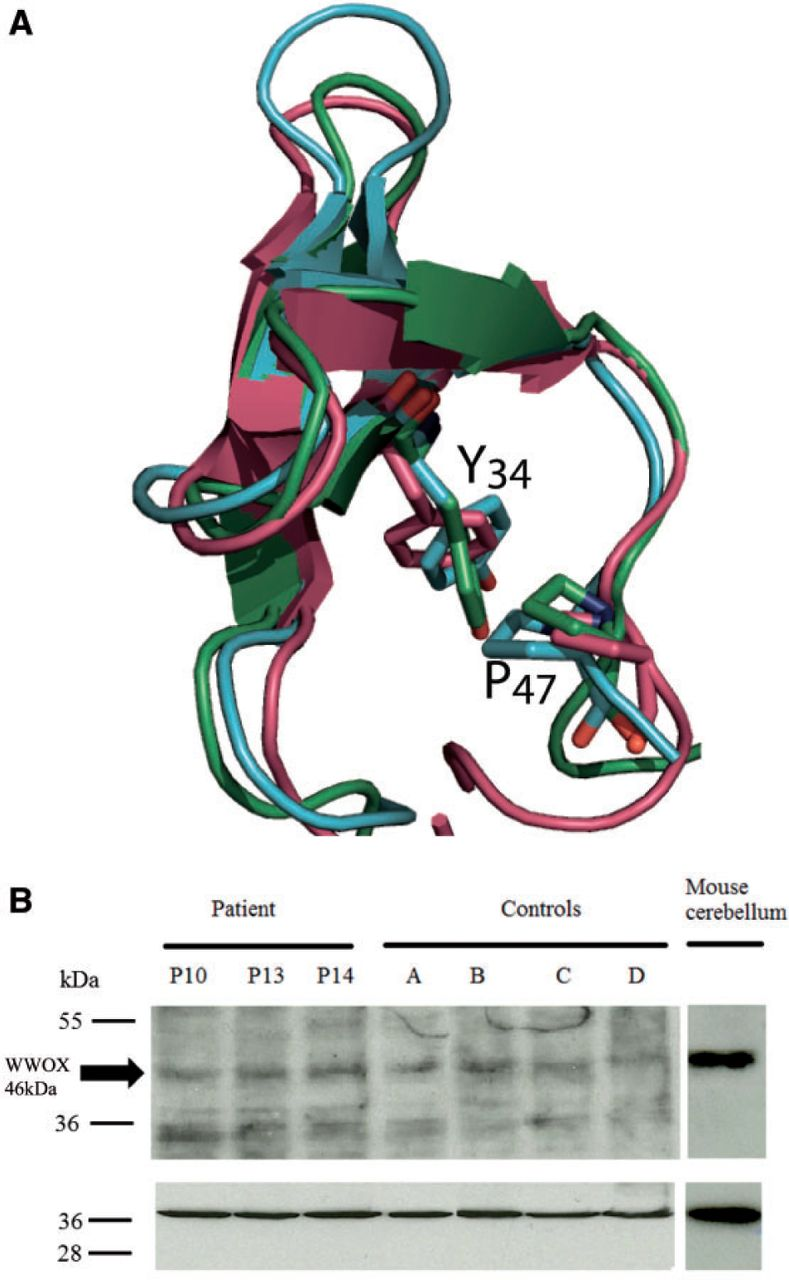 A
Y34
P47
B
Patient Controls Mouse cerebellum
kDa P10 P13 P14 A B C D
55
WWOX
46kDa
36
36
28